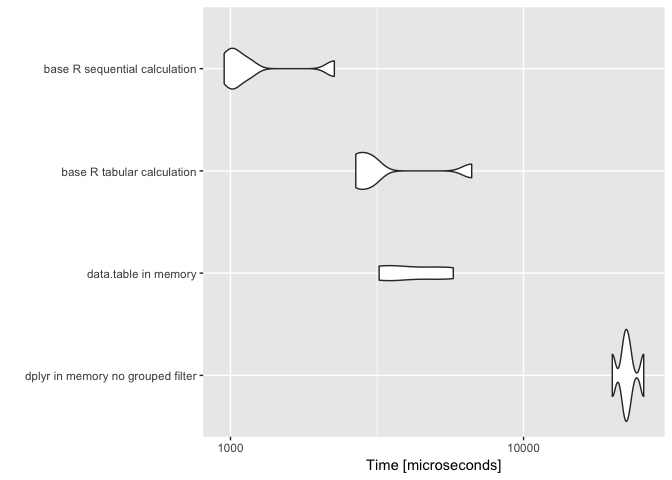 base R sequential calculation
base R tabular calculation
data.table in memory
dplyr in memory no grouped filter
1000 10000
Time [microseconds]